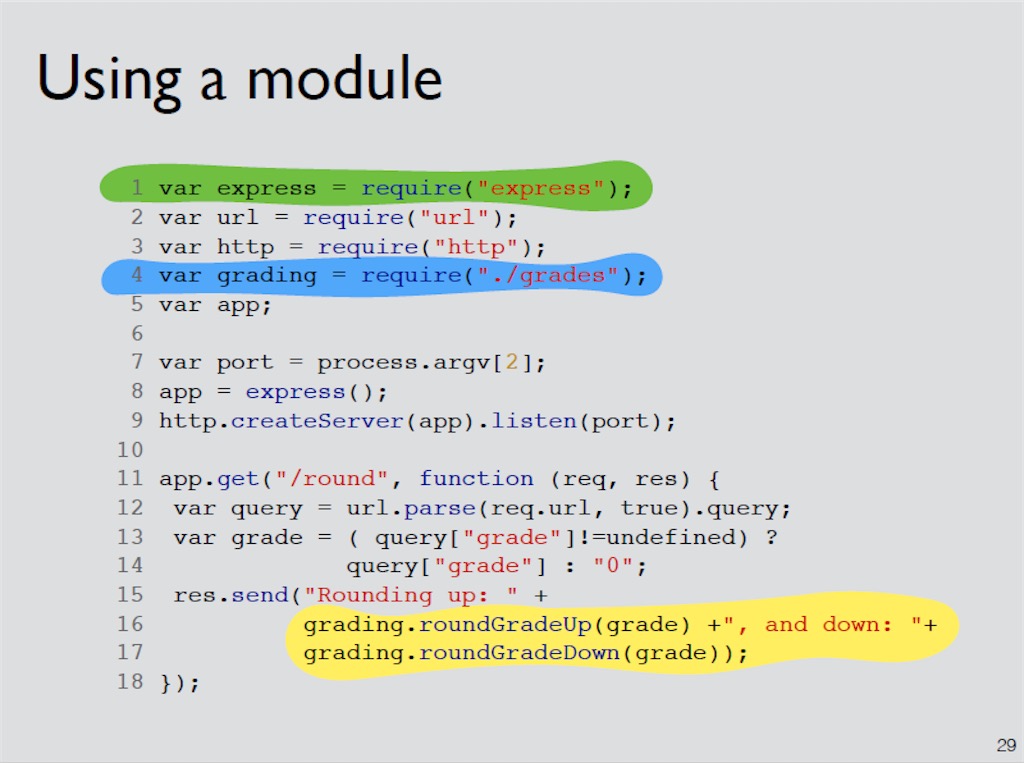 Using a module
1 var express = require("express");
2 var url = require("url");
3 var http = require("http");
4 var grading = require("./grades");
5 var app;
6
7 var port = process.argv[2];
8 app = express();
9 http.createServer(app).listen(port);
10
11 app.get("/round", function (req, res) {
12  var query = url.parse(req.url, true).query;
13  var grade = ( query["grade"]!=undefined) ?
14              query["grade"] : "0";
15  res.send("Rounding up: " +
16           grading.roundGradeUp(grade) +", and down: "+
17           grading.roundGradeDown(grade));
18 });
29